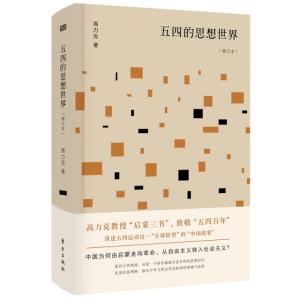 五四的思想世界
(增订本)
高力克 著
五四的思想世界
(增订本)
高力克 著
高力克教授“启蒙三书”,致敬“五四百年”
讲述五四运动这一“全球转型”的“中国故事”
中国为何由启蒙走向革命,从自由主义转入社会主义?
东方出版社